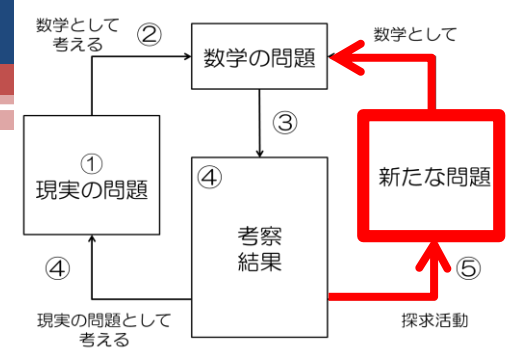 数学として
考える
②
数学の問題
数学として
③
①
現実の問題
④
考察
結果
新たな問題
④
⑤
現実の問題として
考える
探求活動